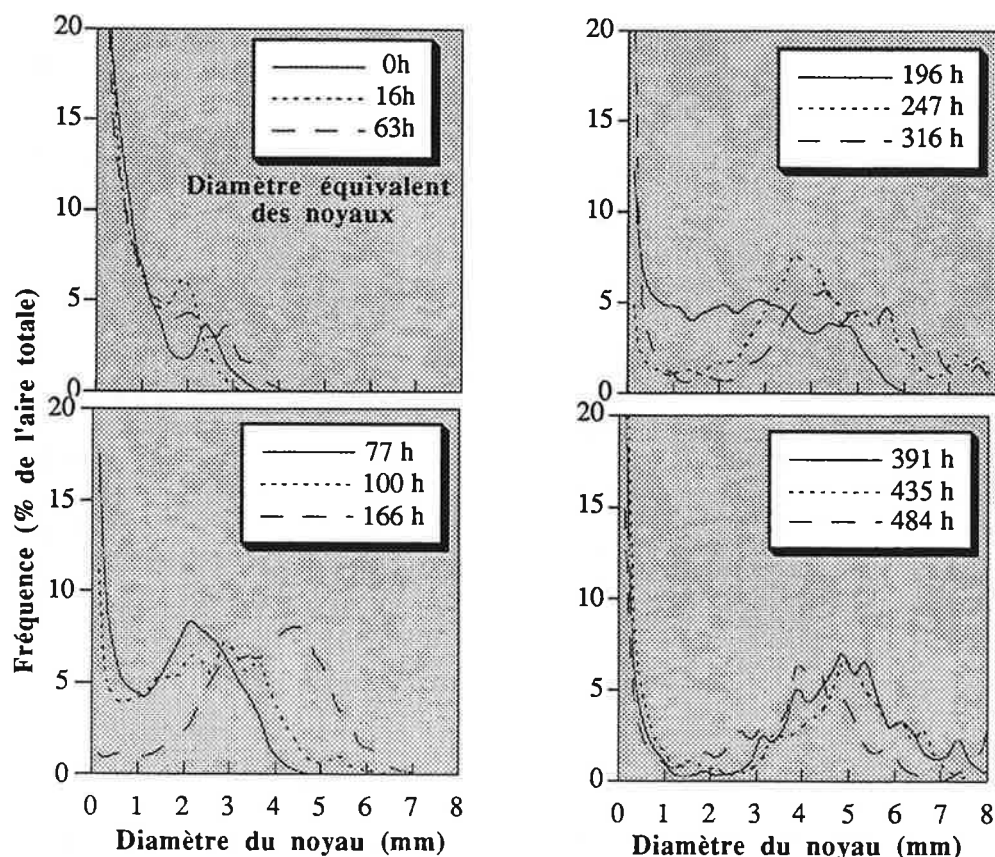 Fréquence (% de l'aire totale)
20
15
10
5
0
0h
16h
63h
Diamètre équivalent
des noyaux
20
15
10
5
0
196 h
247 h
316 h
20
15
10
5
0
77 h
100 h
166 h
0 1 2 3 4 5 6 7 8
Diamètre du noyau (mm)
20
15
10
5
0
391 h
435 h
484 h
0 1 2 3 4 5 6 7 8
Diamètre du noyau (mm)